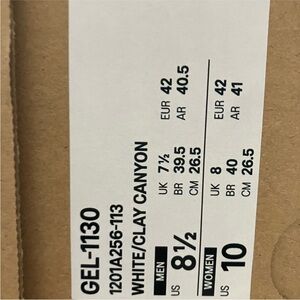 GEL-1130
1201A256-113
WHITE/CLAY CANYON
MEN
US 8½
UK 7½ EUR 42
BR 39.5 AR 40.5
CM 26.5
WOMEN
US 10
UK 8 EUR 42
BR 40 AR 41
CM 26.5